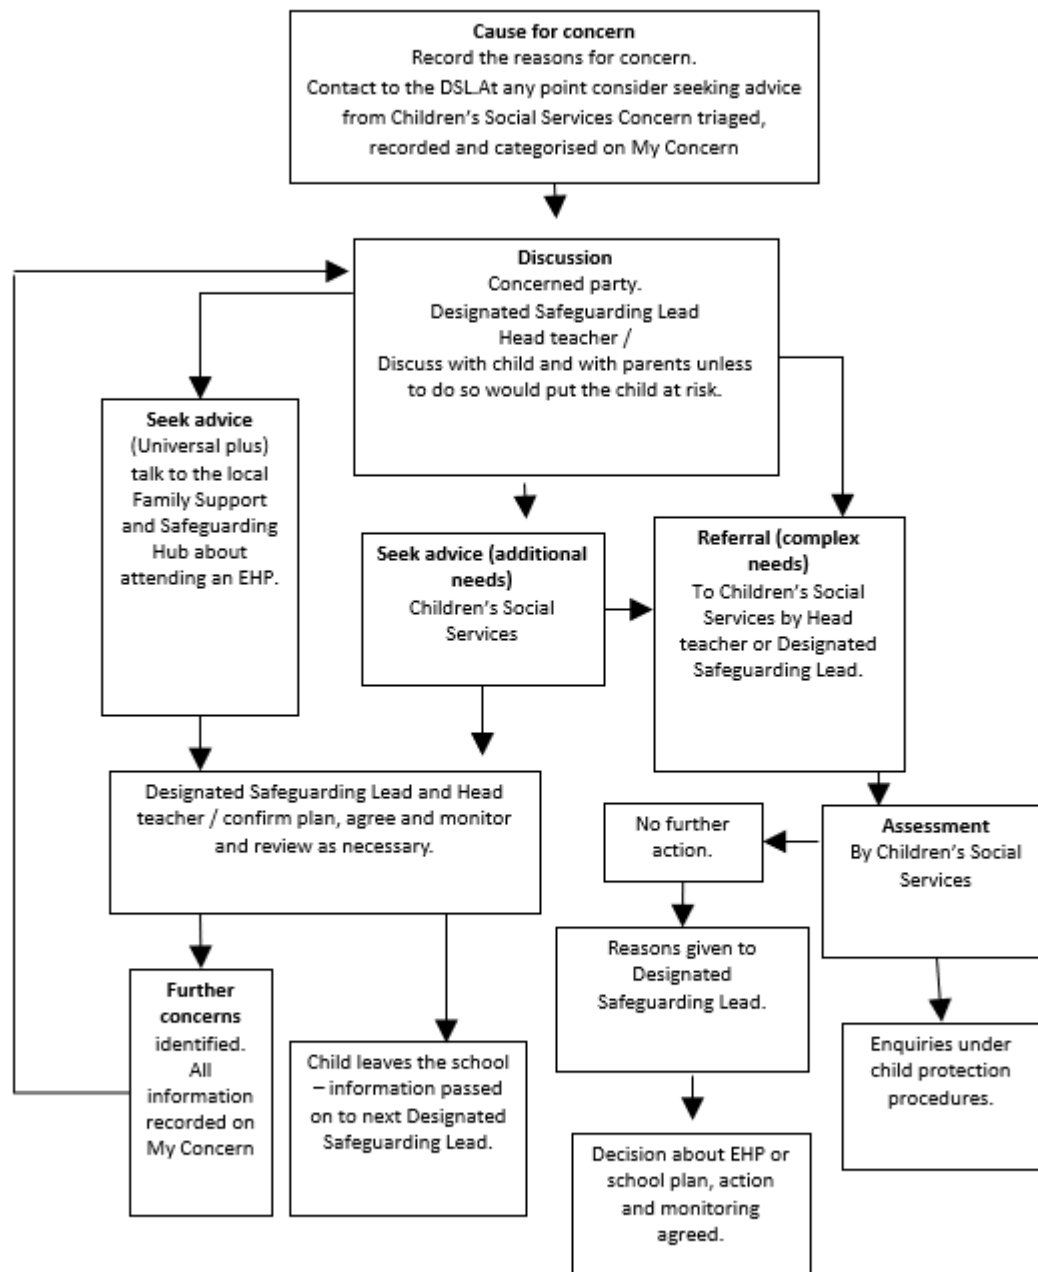 Cause for concern
Record the reasons for concern.
Contact to the DSL.At any point consider seeking advice
from Children's Social Services Concern triaged,
recorded and categorised on My Concern
Discussion
Concerned party.
Designated Safeguarding Lead
Head teacher /
Discuss with child and with parents unless
to do so would put the child at risk.
Seek advice
(Universal plus)
talk to the local
Family Support
and Safeguarding
Hub about
attending an EHP.
Seek advice (additional
needs)
Children's Social
Services
Referral (complex
needs)
To Children's Social
Services by Head
teacher or Designated
Safeguarding Lead.
Designated Safeguarding Lead and Head
teacher / confirm plan, agree and monitor
and review as necessary.
No further
action.
Assessment
By Children's Social
Services
Reasons given to
Designated
Safeguarding Lead.
Further
concerns
identified.
All
information
recorded on
My Concern
Child leaves the school
– information passed
on to next Designated
Safeguarding Lead.
Enquiries under
child protection
procedures.
Decision about EHP or
school plan, action
and monitoring
agreed.